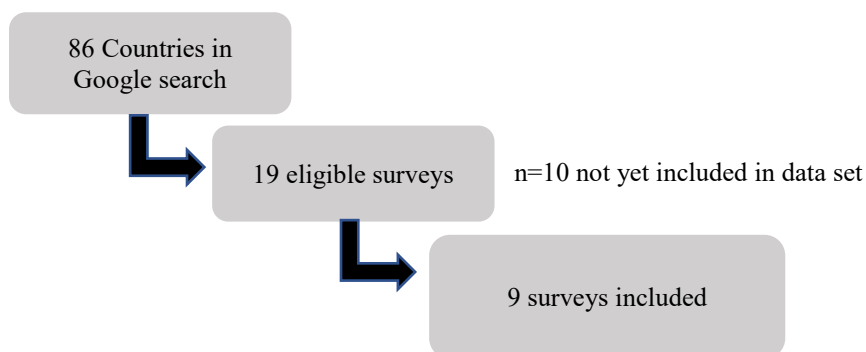 86 Countries in
Google search
19 eligible surveys
n=10 not yet included in data set
9 surveys included